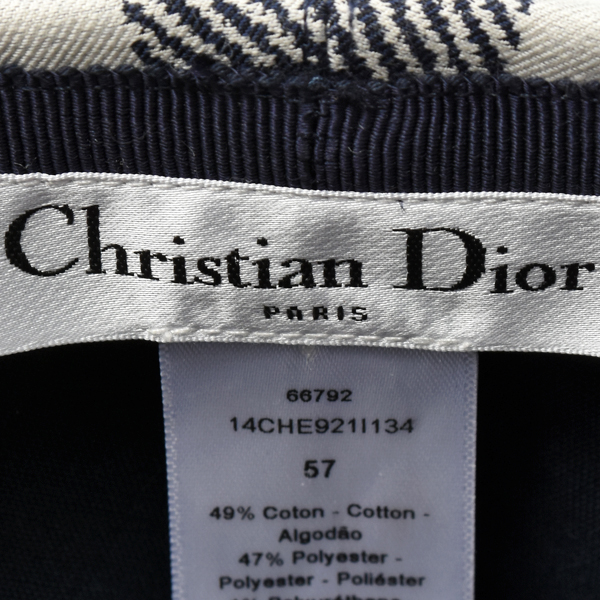 Christian Dior
PARIS
66792
14CHE921I134
57
49% Coton - Cotton -
Algodão
47% Polyester -
Polyester - Poliéster